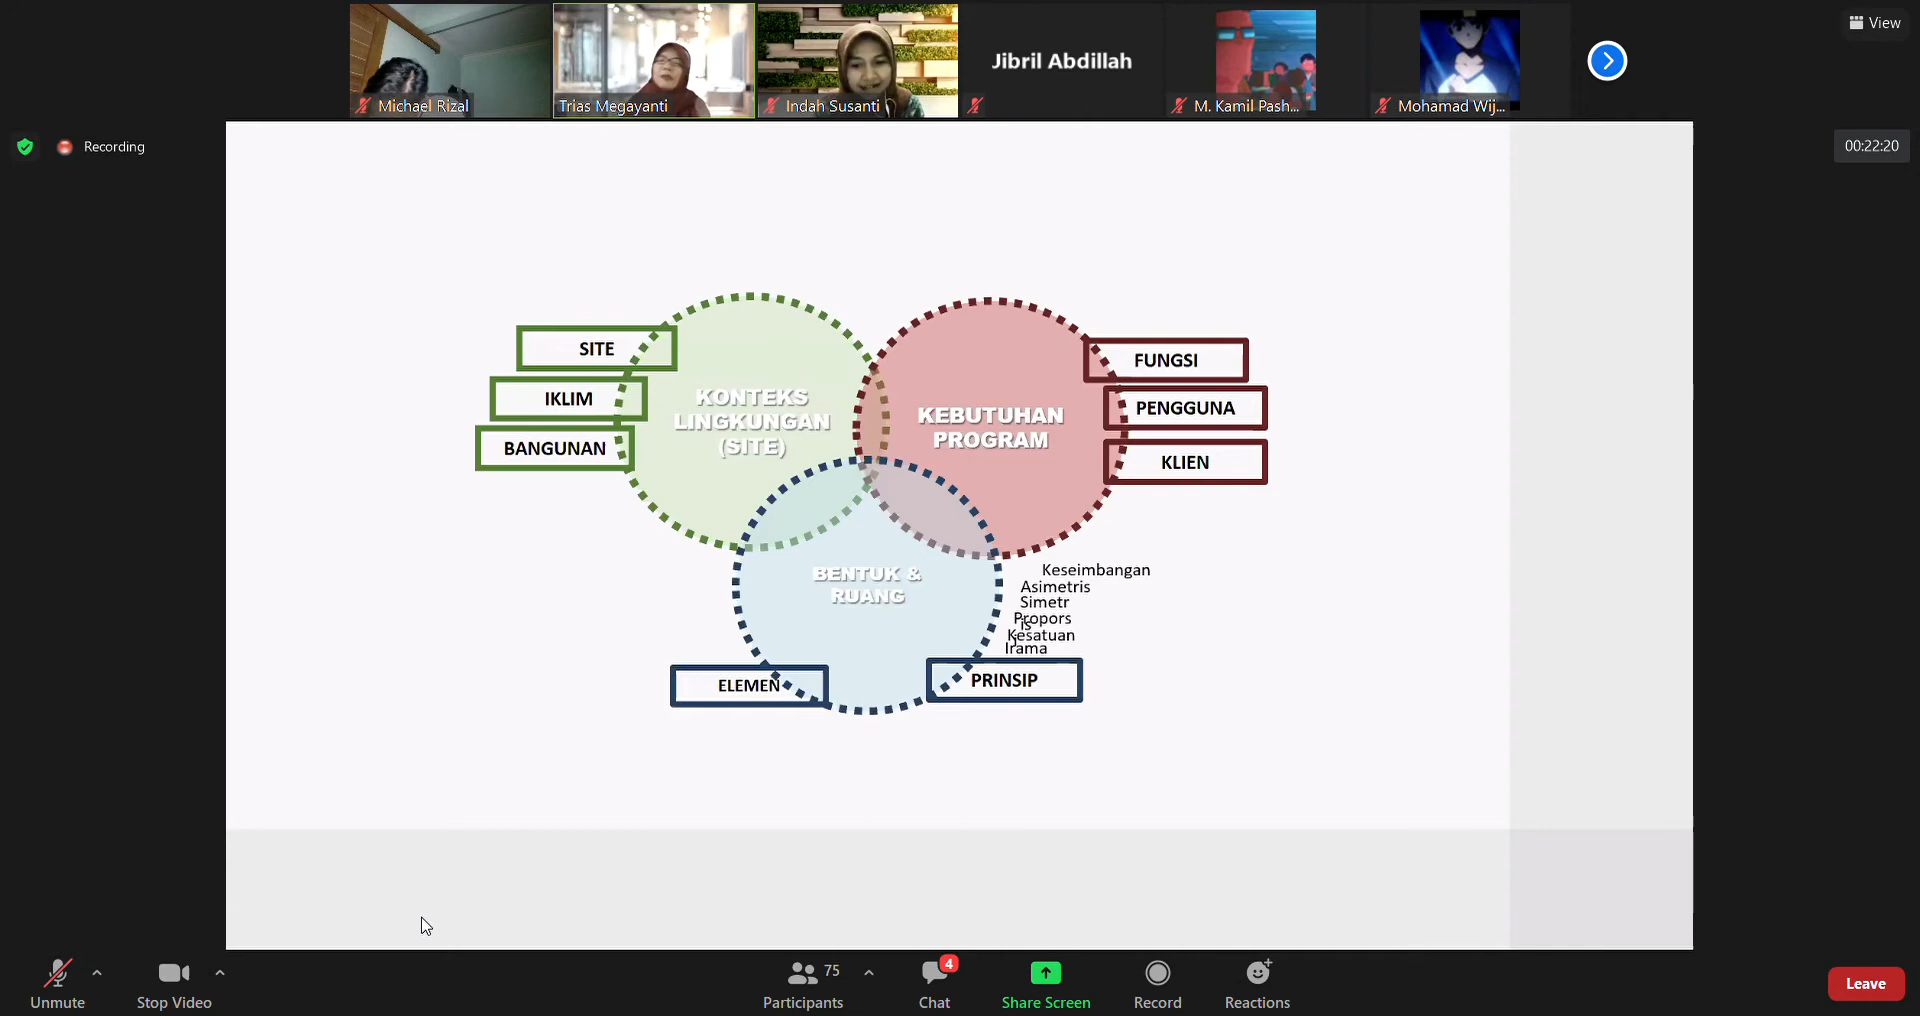 View
Michael Rizal
Trias Megayanti
Indah Susanti
Jibril Abdillah
M. Kamil Pash...
Mohamad Wij...
Recording
00:22:20
SITE
IKLIM
BANGUNAN
KONTEKS
LINGKUNGAN
(SITE)
KEBUTUHAN
PROGRAM
FUNGSI
PENGGUNA
KLIEN
BENTUK &
RUANG
Keseimbangan
Asimetris
Simetr
is
Propors
i
Kesatuan
Irama
ELEMEN
PRINSIP
Unmute
Stop Video
75
Participants
4
Chat
Share Screen
Record
Reactions
Leave